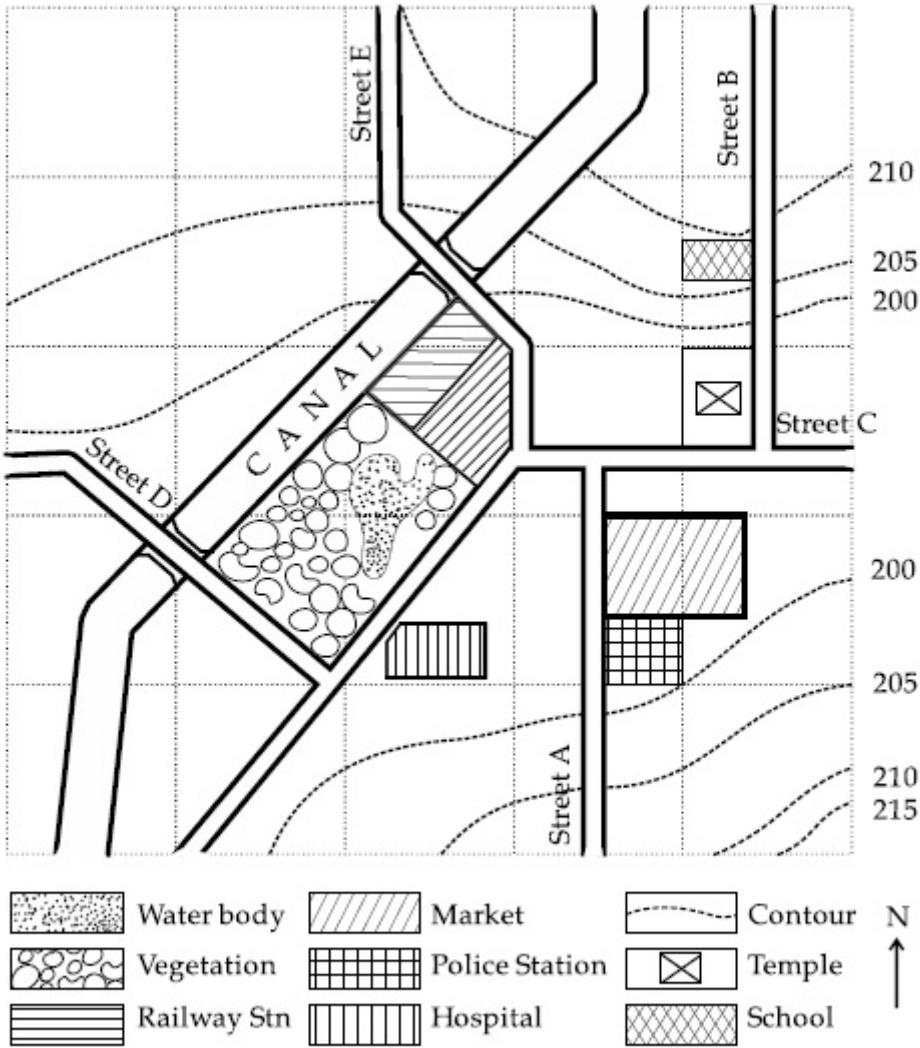 Street E
Street B
210
205
200
CANAL
Street C
Street D
200
205
Street A
210
215
Water body
Market
Contour
N
Vegetation
Police Station
Temple
Railway Stn
Hospital
School